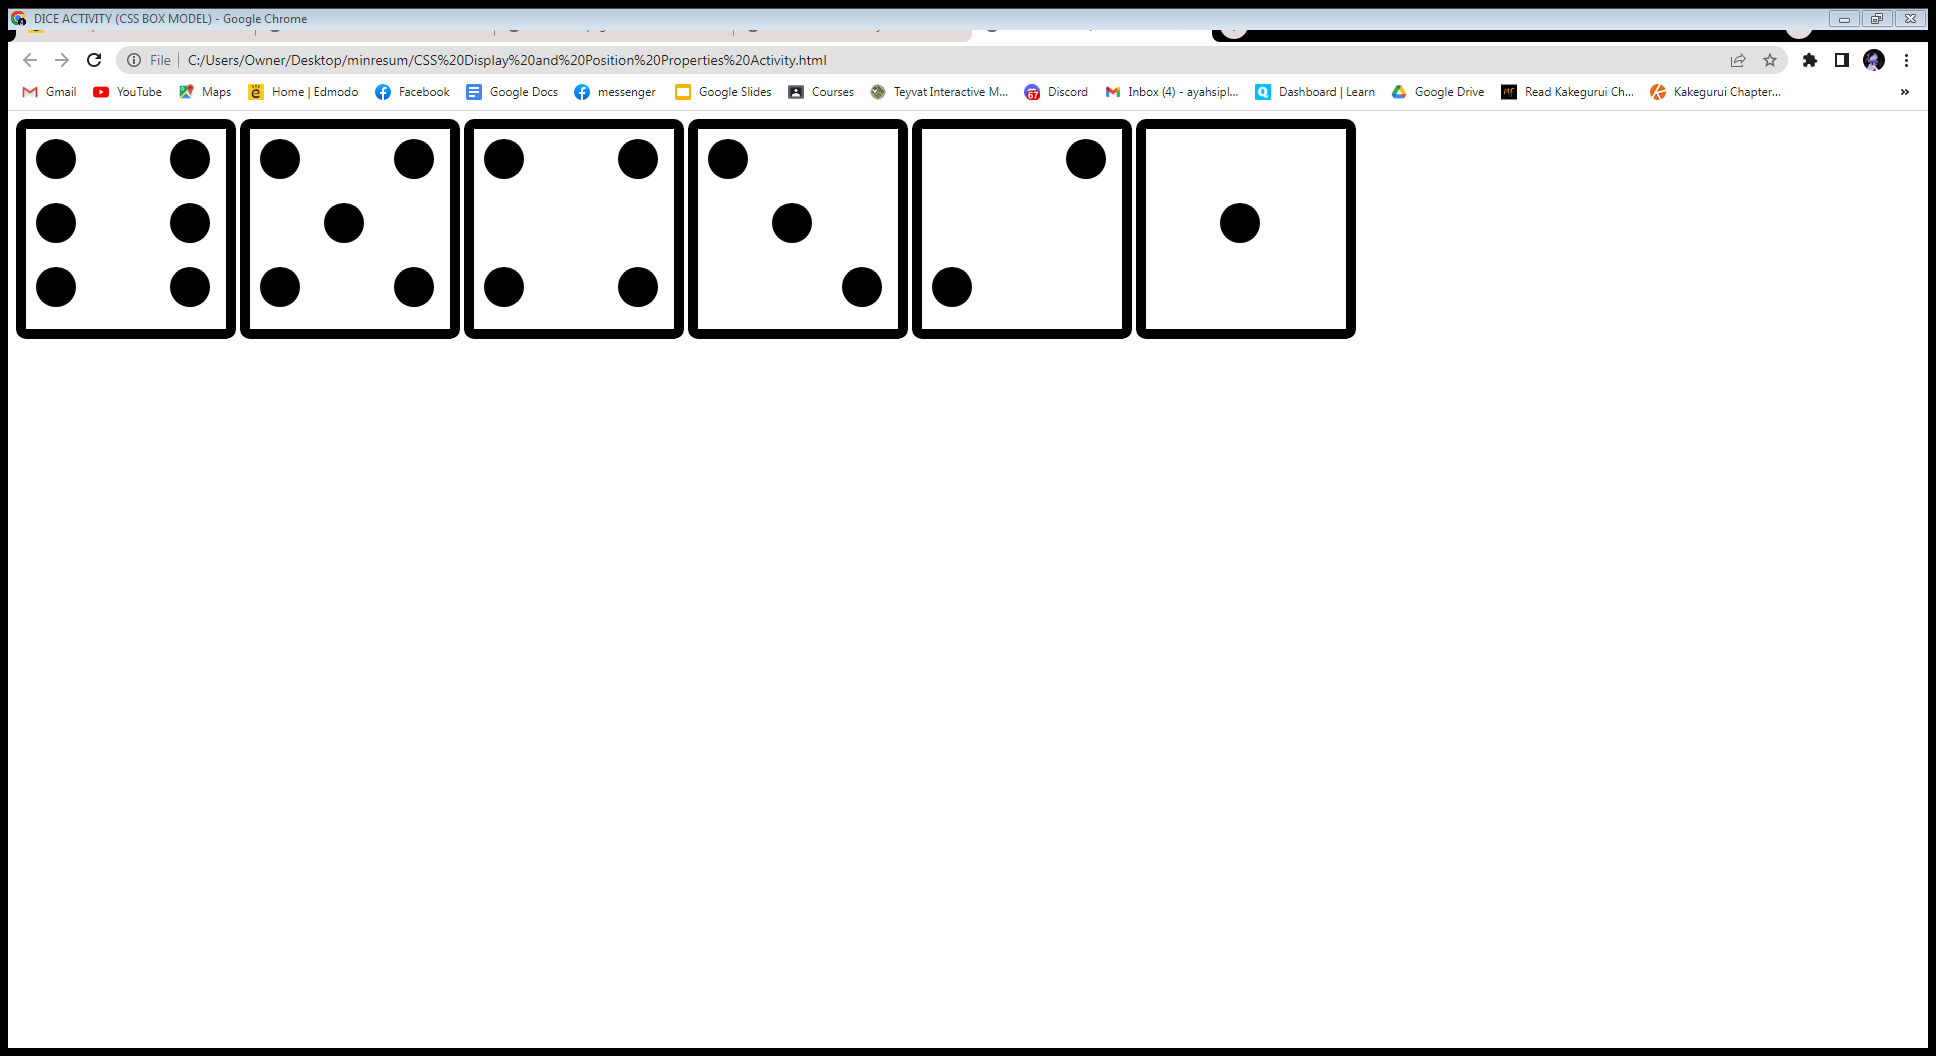 DICE ACTIVITY (CSS BOX MODEL) - Google Chrome
File C:/Users/Owner/Desktop/minresum/CSS%20Display%20and%20Position%20Properties%20Activity.html
Gmail YouTube Maps Home | Edmodo Facebook Google Docs messenger Google Slides Courses Teyvat Interactive M... 67 Discord Inbox (4) - ayahsipl... Dashboard | Learn Google Drive Read Kakegurui Ch... Kakegurui Chapter... »